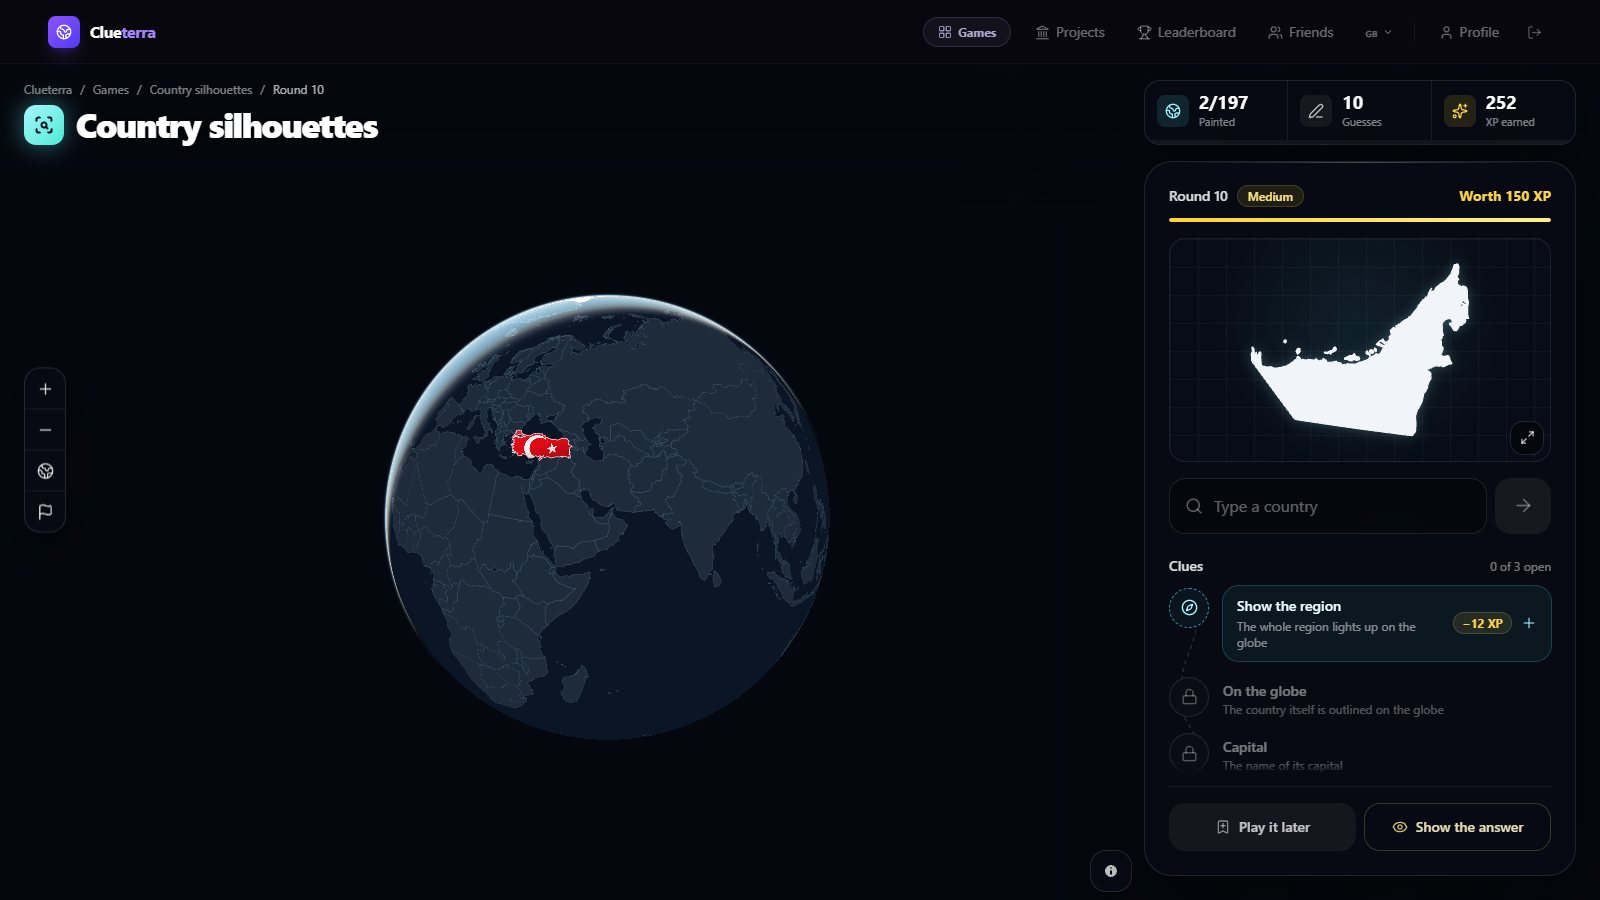 Clueterra
Games
Projects
Leaderboard
Friends
GB
Profile
Clueterra / Games / Country silhouettes / Round 10
Country silhouettes
2/197
Painted
10
Guesses
252
XP earned
Round 10
Medium
Worth 150 XP
Type a country
Clues
0 of 3 open
Show the region
The whole region lights up on the
globe
−12 XP
On the globe
The country itself is outlined on the globe
Capital
The name of its capital
Play it later
Show the answer